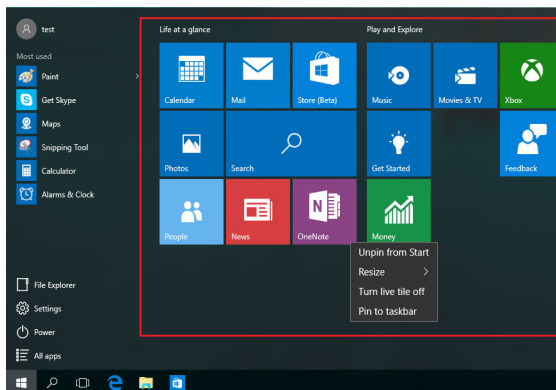 test
Most used
Paint
Get Skype
Maps
Snipping Tool
Calculator
Alarms & Clock
File Explorer
Settings
Power
All apps
Life at a glance
Calendar
Mail
Store (Beta)
Photos
Search
People
News
OneNote
Play and Explore
Music
Movies & TV
Xbox
Get Started
Feedback
Money
Unpin from Start
Resize
Turn live tile off
Pin to taskbar